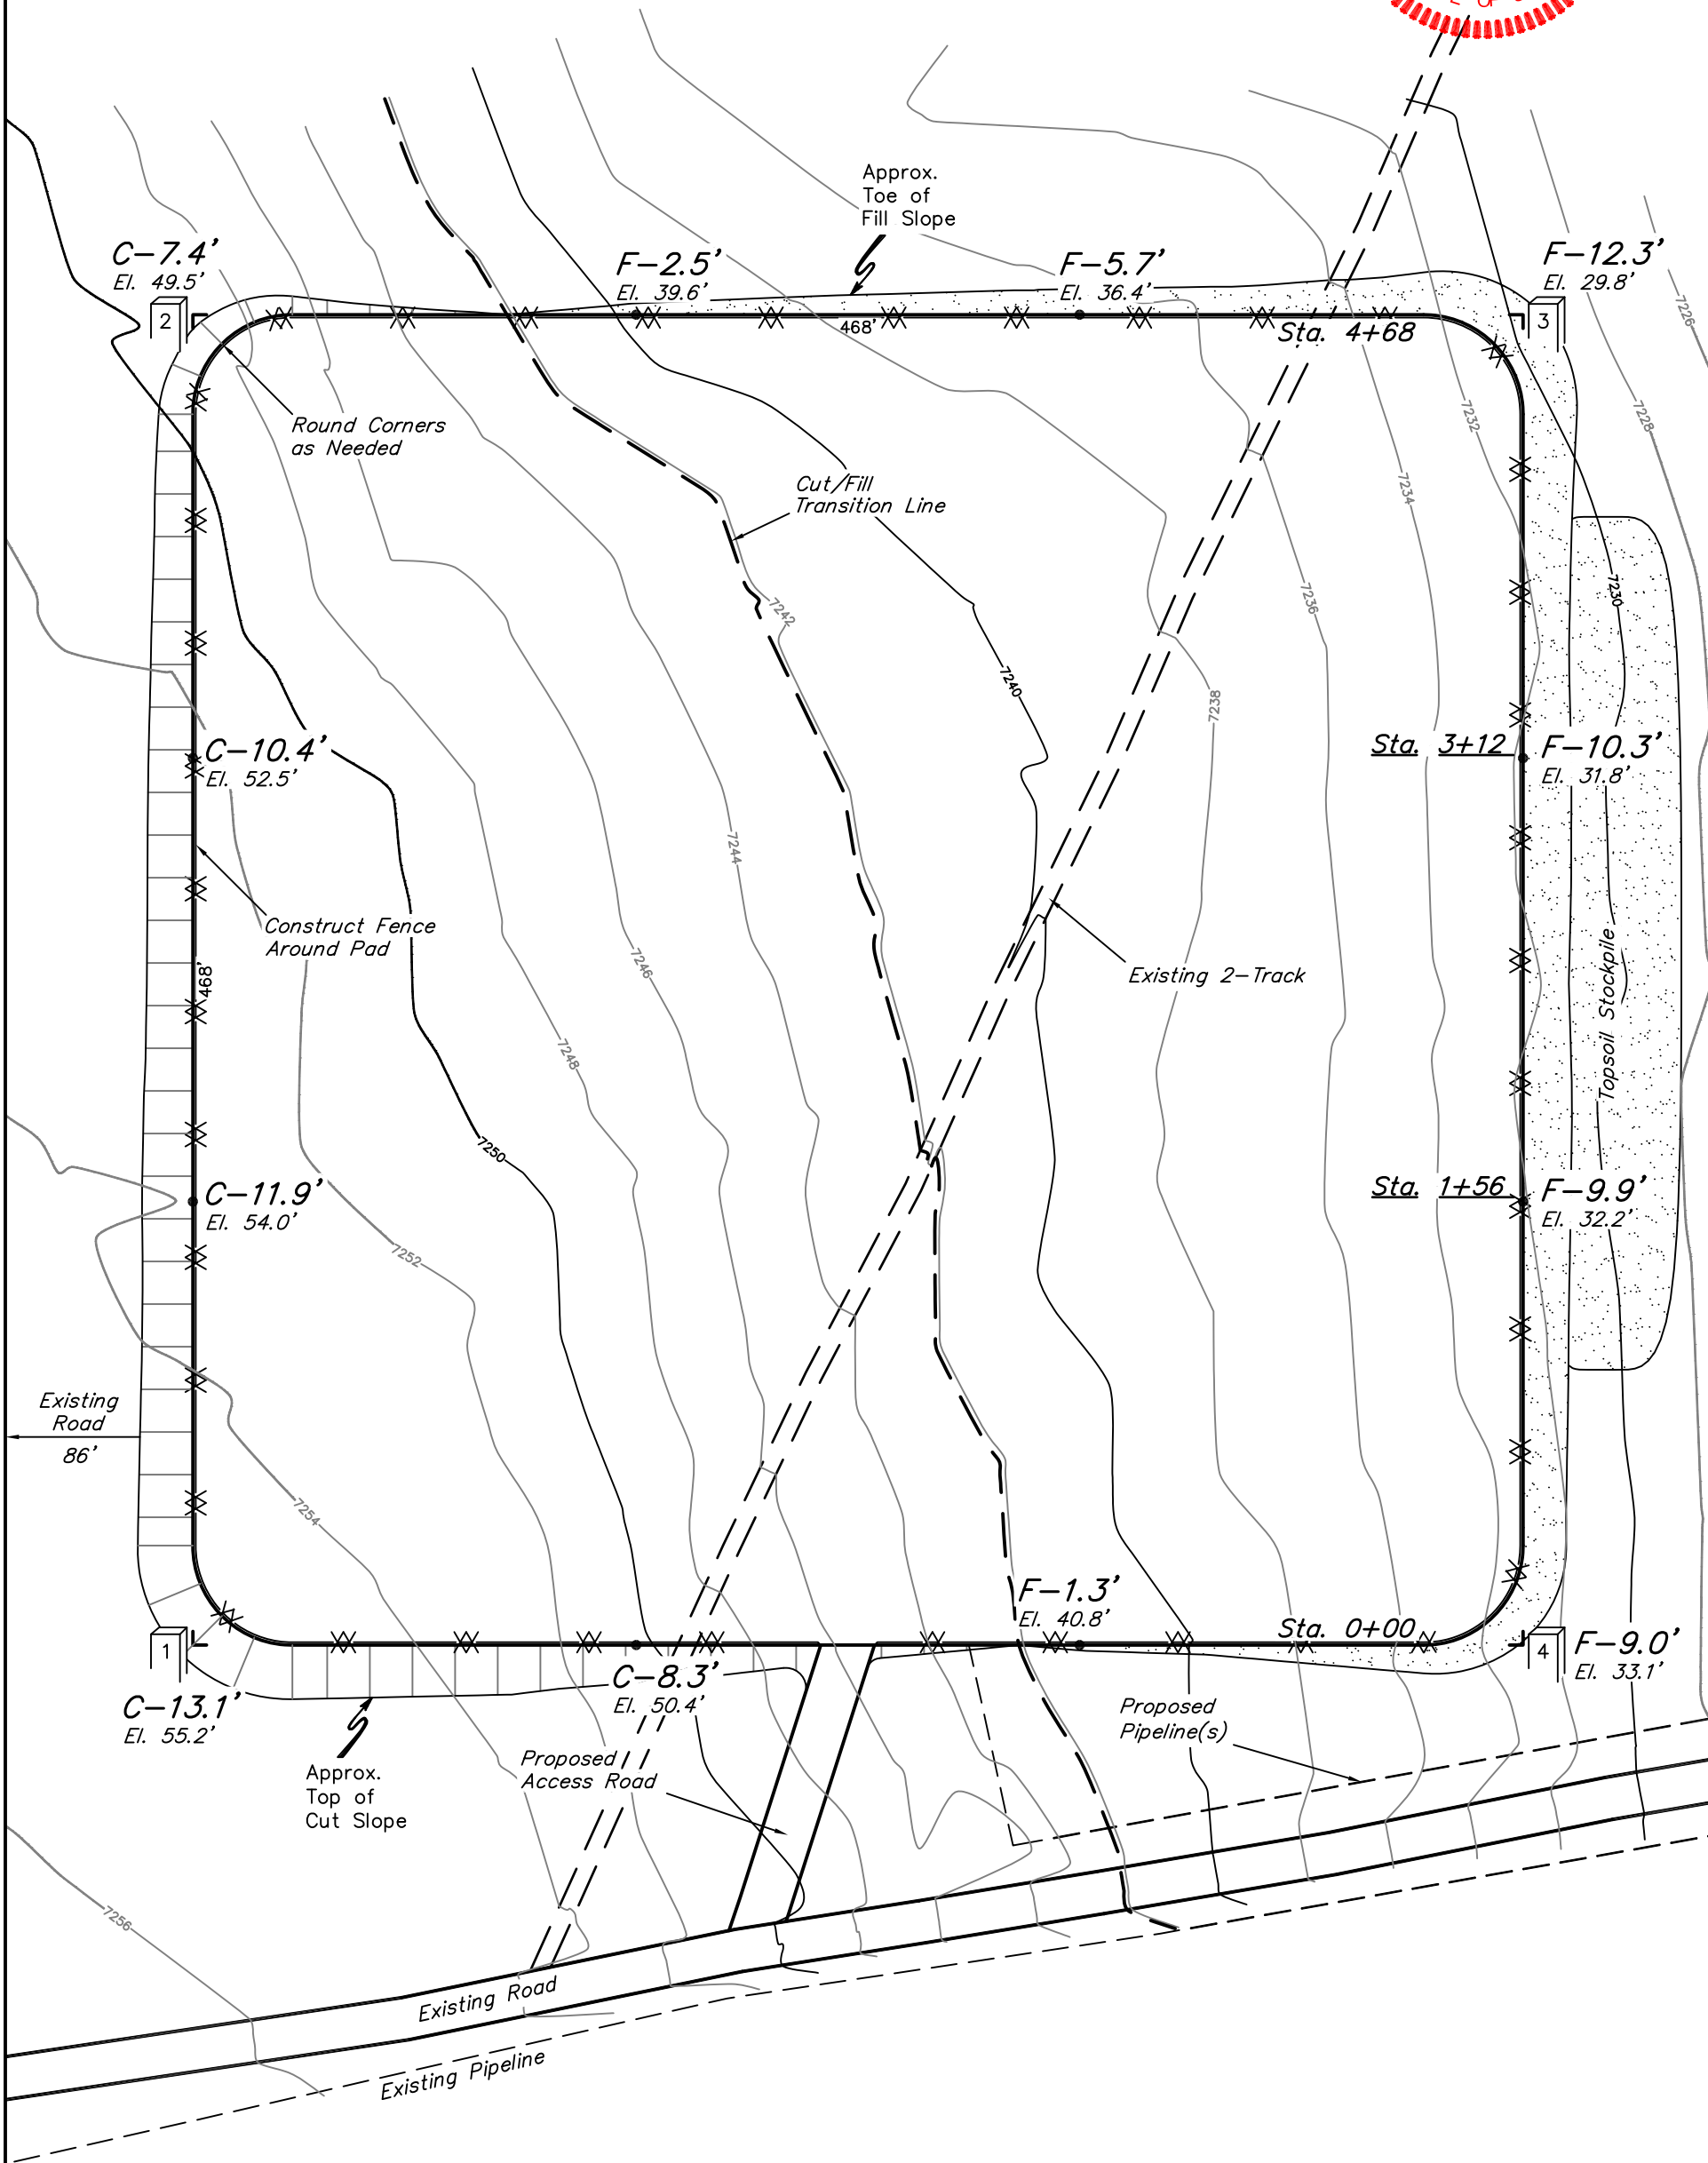 Approx.
Toe of
Fill Slope
C-7.4'
El. 49.5'
F-2.5'
El. 39.6'
F-5.7'
El. 36.4'
F-12.3'
El. 29.8'
2
3
468'
Sta. 4+68
7226
7228
7232
7234
Round Corners
as Needed
Cut/Fill
Transition Line
7242
7236
7230
7240
7238
C-10.4'
El. 52.5'
Sta. 3+12
F-10.3'
El. 31.8'
7244
Construct Fence
Around Pad
7246
468'
Existing 2-Track
Topsoil Stockpile
7248
7250
C-11.9'
El. 54.0'
Sta. 1+56
F-9.9'
El. 32.2'
7252
Existing
Road
86'
7254
F-1.3'
El. 40.8'
Sta. 0+00
1
4
F-9.0'
El. 33.1'
C-8.3'
El. 50.4'
C-13.1'
El. 55.2'
Proposed
Pipeline(s)
Approx.
Top of
Cut Slope
Proposed
Access Road
7256
Existing Road
Existing Pipeline